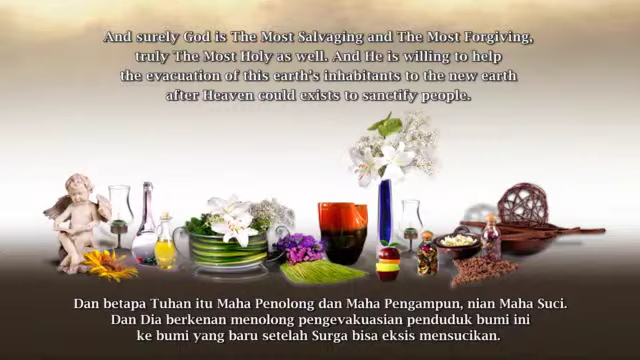 And surely God is The Most Salvaging and The Most Forgiving,
truly The Most Holy as well. And He is willing to help
the evacuation of this earth's inhabitants to the new earth
after Heaven could exists to sanctify people.
Dan betapa Tuhan itu Maha Penolong dan Maha Pengampun, nian Maha Suci.
Dan Dia berkenan menolong pengevakuasian penduduk bumi ini
ke bumi yang baru setelah Surga bisa eksis mensucikan.